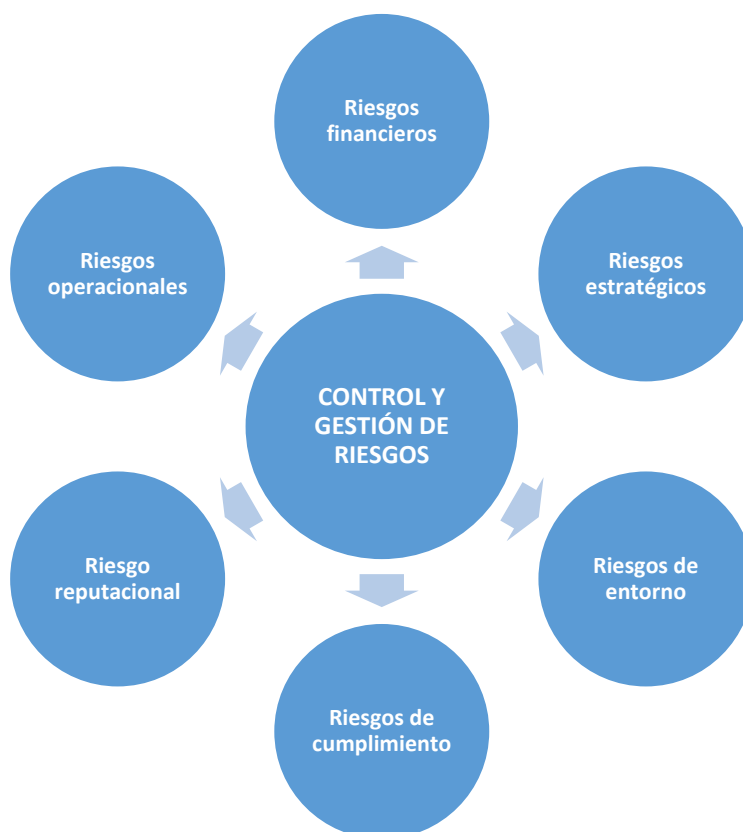 Riesgos
financieros
Riesgos
operacionales
Riesgos
estratégicos
CONTROL Y
GESTIÓN DE
RIESGOS
Riesgo
reputacional
Riesgos de
entorno
Riesgos de
cumplimiento